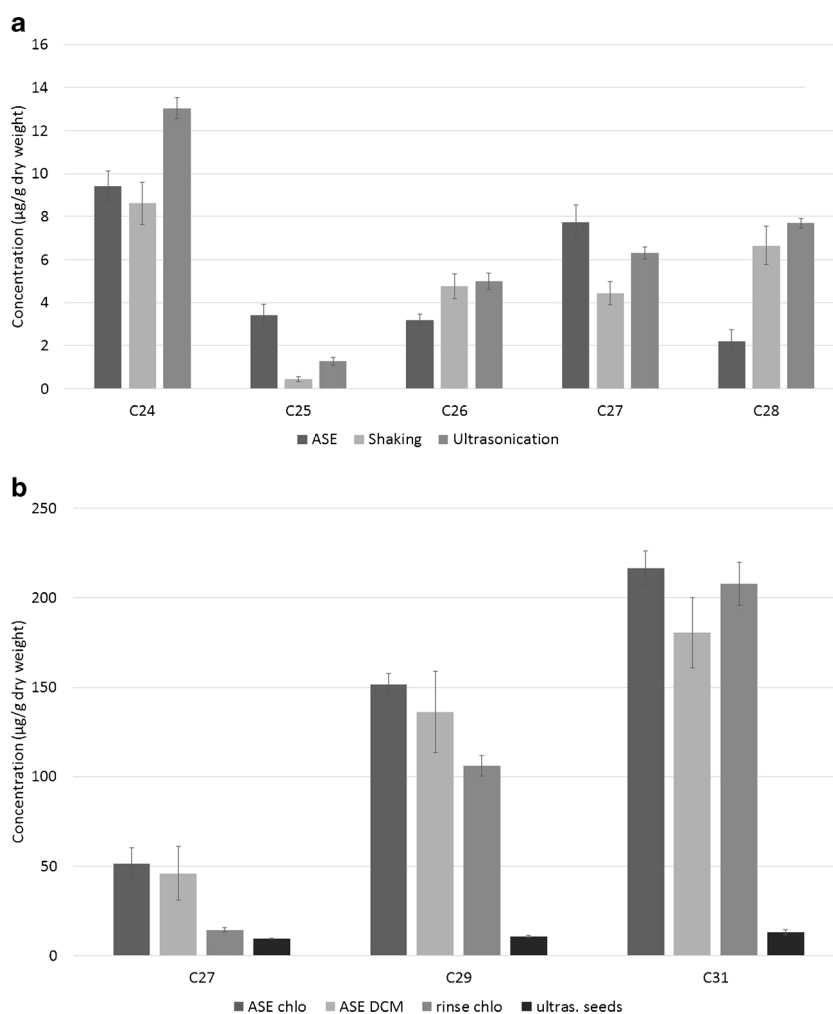 a
Concentration (µg/g dry weight)
16
14
12
10
8
6
4
2
0
C24 C25 C26 C27 C28
ASE Shaking Ultrasonication
b
Concentration (µg/g dry weight)
250
200
150
100
50
0
C27 C29 C31
ASE chlo ASE DCM rinse chlo ultras. seeds